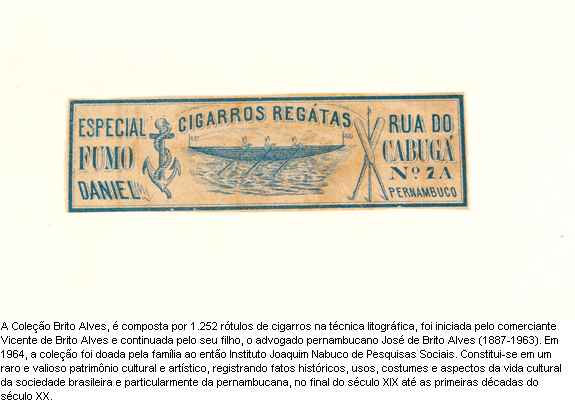 CIGARROS REGÁTAS
ESPECIAL
FUMO
DANIEL
RUA DO
CABUGÁ
Nº 7A
PERNAMBUCO
A Coleção Brito Alves, é composta por 1.252 rótulos de cigarros na técnica litográfica, foi iniciada pelo comerciante
Vicente de Brito Alves e continuada pelo seu filho, o advogado pernambucano José de Brito Alves (1887-1963). Em
1964, a coleção foi doada pela família ao então Instituto Joaquim Nabuco de Pesquisas Sociais. Constitui-se em um
raro e valioso patrimônio cultural e artístico, registrando fatos históricos, usos, costumes e aspectos da vida cultural
da sociedade brasileira e particularmente da pernambucana, no final do século XIX até as primeiras décadas do
século XX.